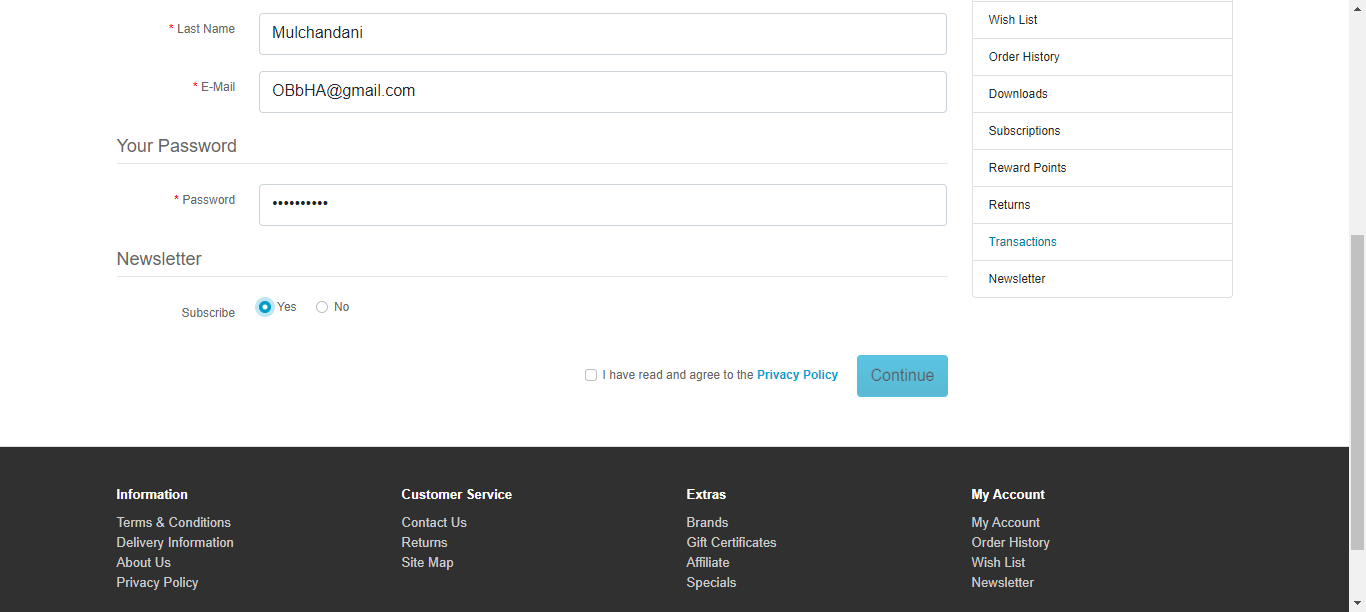 * Last Name
Mulchandani
* E-Mail
OBbHA@gmail.com
Your Password
* Password
••••••••••
Newsletter
Subscribe
Yes
No
I have read and agree to the Privacy Policy
Continue
Wish List
Order History
Downloads
Subscriptions
Reward Points
Returns
Transactions
Newsletter
Information
Terms & Conditions
Delivery Information
About Us
Privacy Policy
Customer Service
Contact Us
Returns
Site Map
Extras
Brands
Gift Certificates
Affiliate
Specials
My Account
My Account
Order History
Wish List
Newsletter